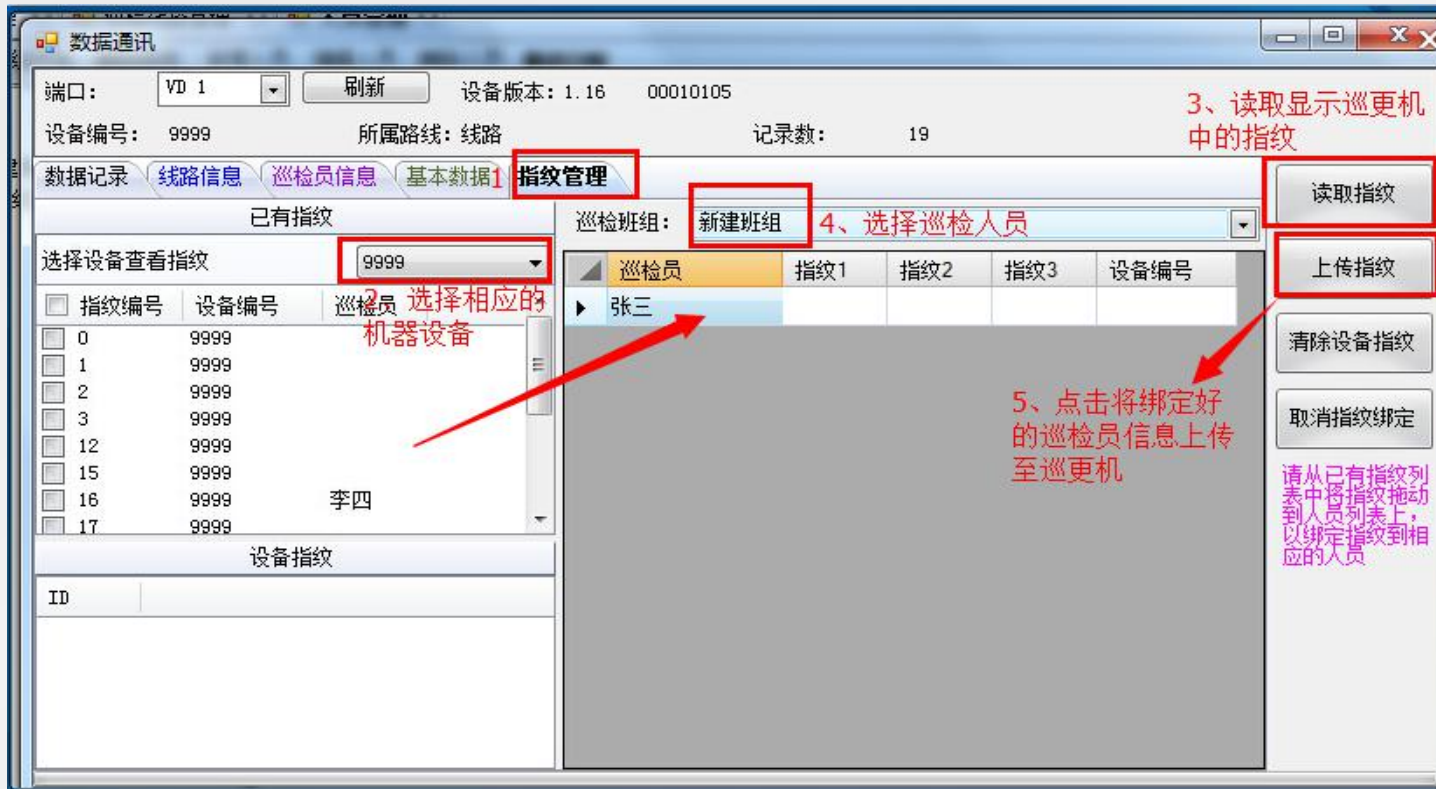 数据通讯
端口： VD 1 刷新 设备版本：1.16 00010105
设备编号： 9999 所属路线：线路 记录数： 19
3、读取显示巡更机
中的指纹
数据记录 线路信息 巡检员信息 基本数据 1 指纹管理
读取指纹
已有指纹
巡检班组： 新建班组 4、选择巡检人员
选择设备查看指纹 9999
上传指纹
巡检员 指纹1 指纹2 指纹3 设备编号
张三
指纹编号 设备编号 巡检员
2、选择相应的
机器设备
0 9999
1 9999
2 9999
3 9999
12 9999
15 9999
16 9999 李四
17 9999
清除设备指纹
5、点击将绑定好
的巡检员信息上传
至巡更机
取消指纹绑定
请从已有指纹列
表中将指纹拖动
到人员列表上，
以绑定指纹到相
应的人员
设备指纹
ID